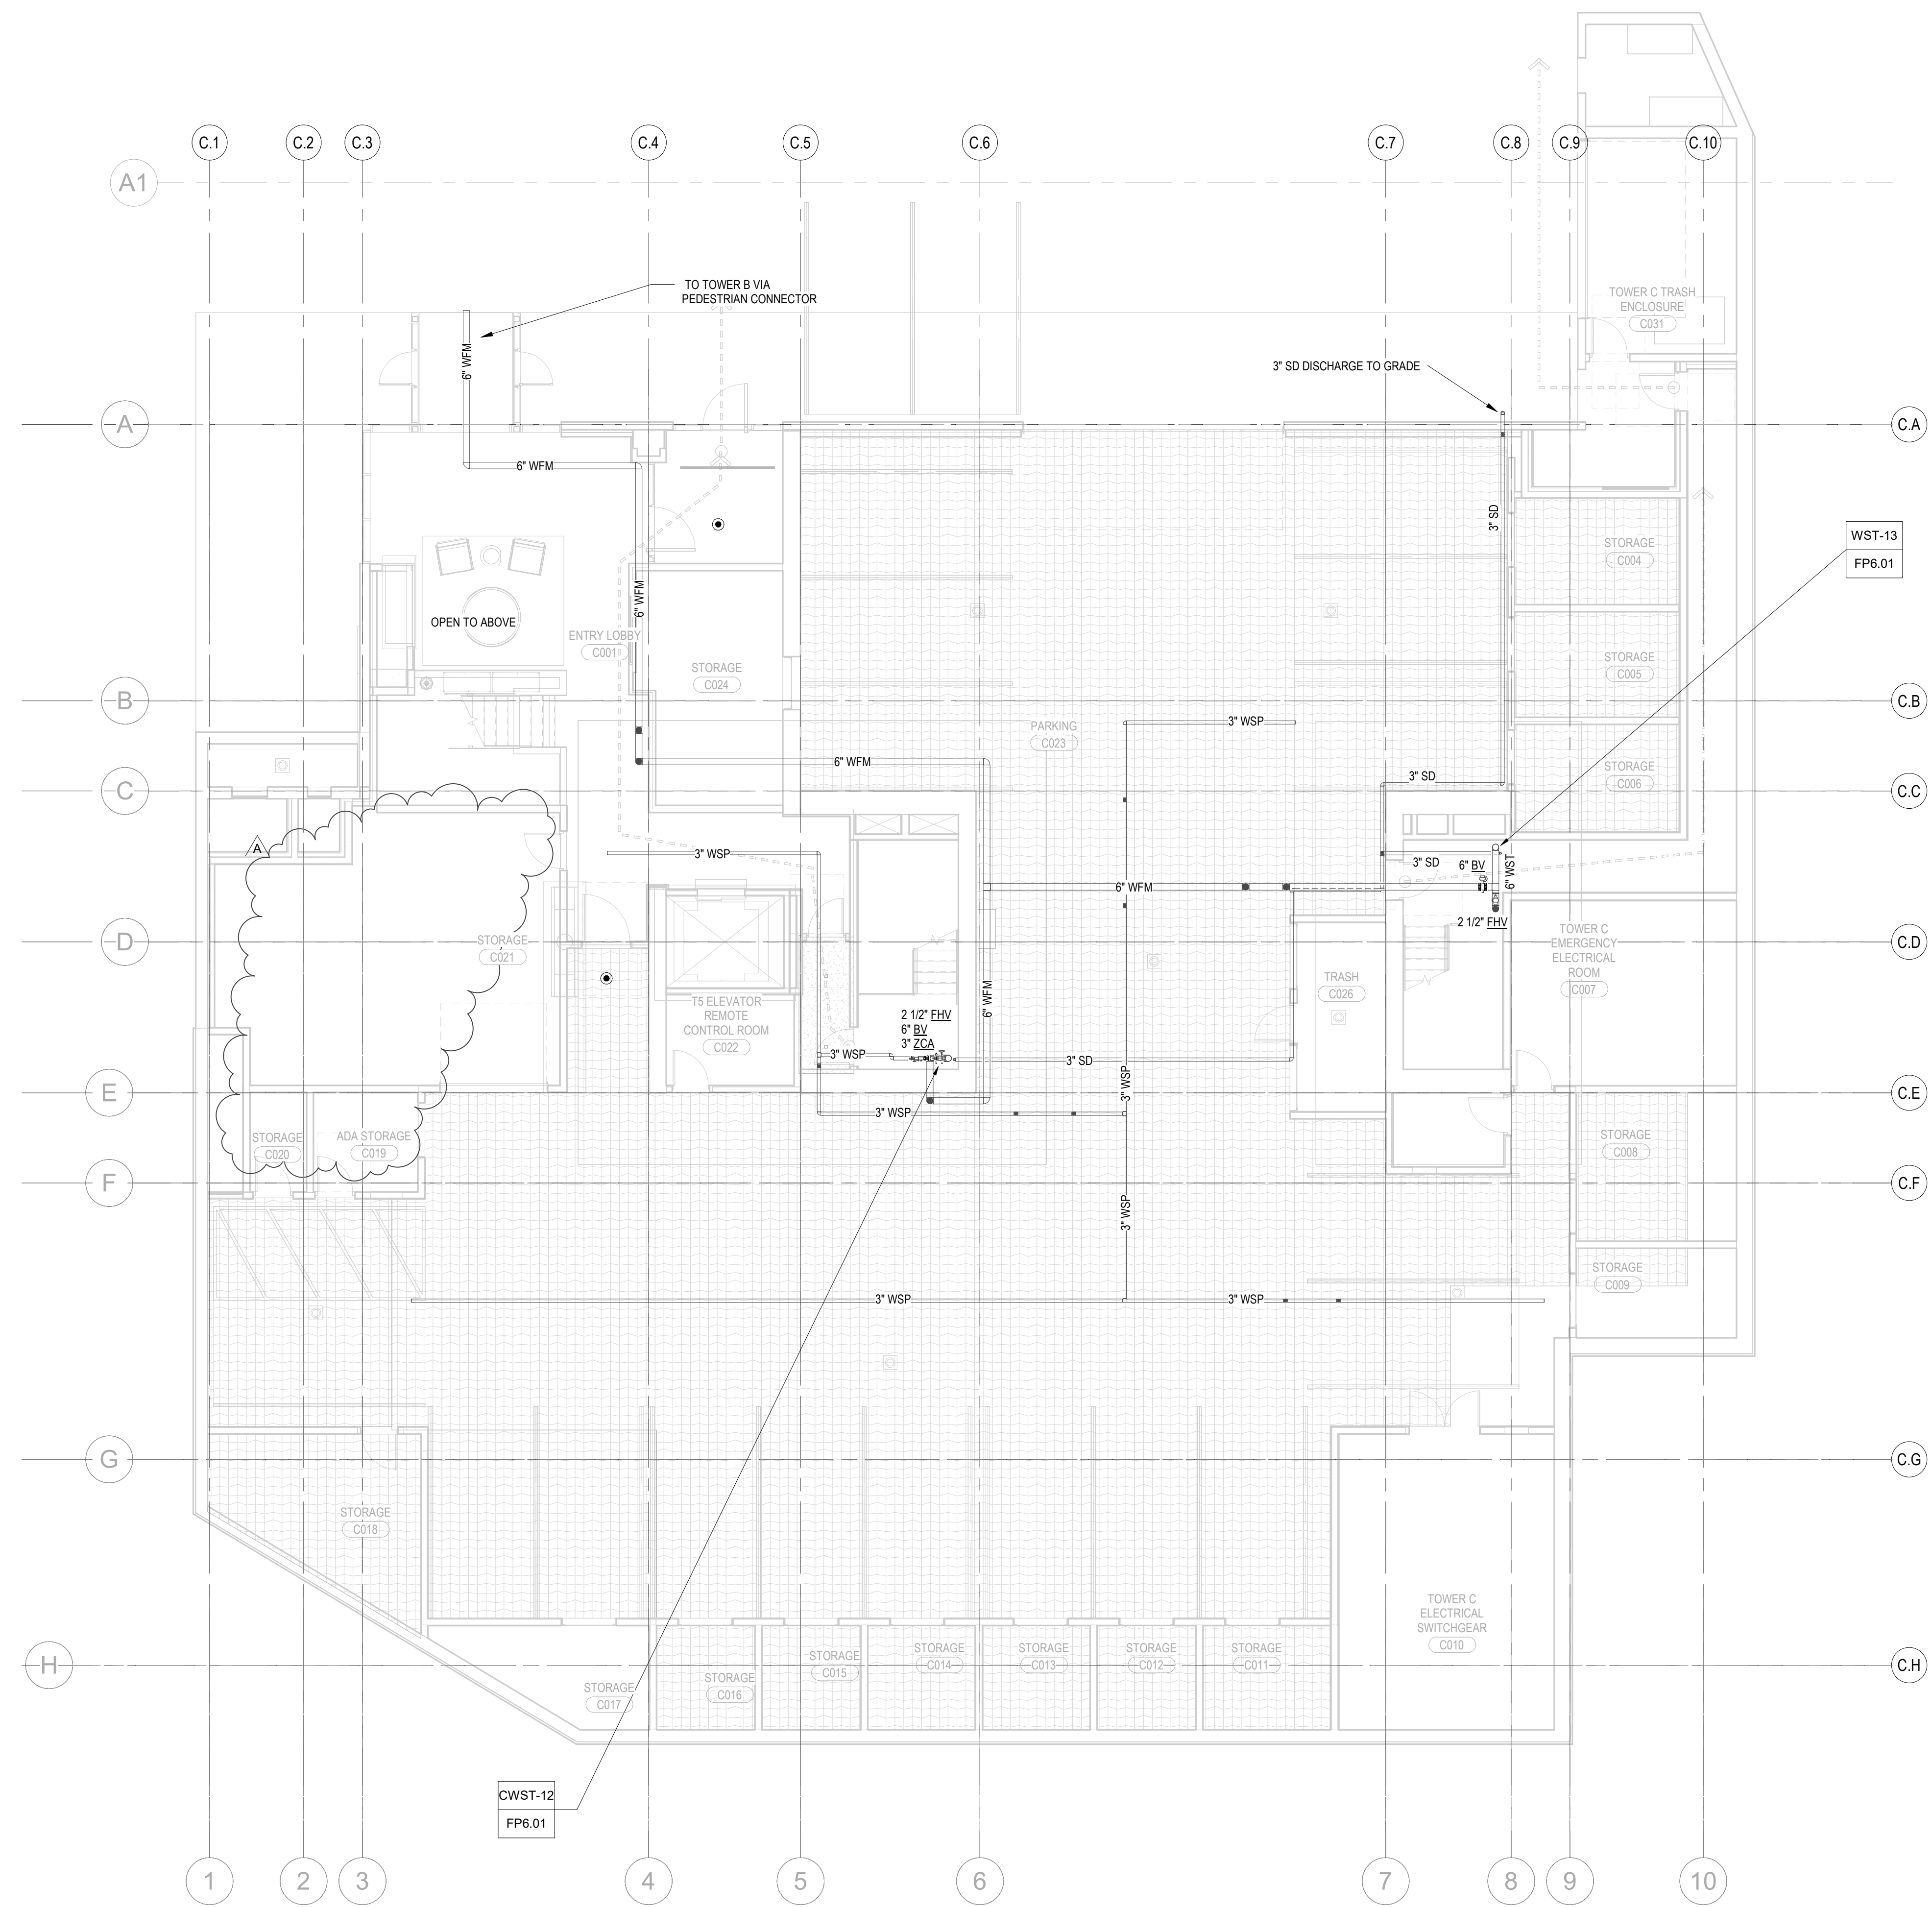 C.1
C.2
C.3
C.4
C.5
C.6
C.7
C.8
C.9
C.10
A1
TO TOWER B VIA
PEDESTRIAN CONNECTOR
TOWER C TRASH
ENCLOSURE
C031
6" WFM
3" SD DISCHARGE TO GRADE
A
C.A
6" WFM
3" SD
WST-13
FP6.01
STORAGE
C004
6" WFM
OPEN TO ABOVE
ENTRY LOBBY
C001
STORAGE
C024
STORAGE
C005
B
C.B
3" WSP
PARKING
C023
6" WFM
STORAGE
C006
3" SD
C
C.C
A
3" WSP
3" SD
6" BV
6" WST
6" WFM
2 1/2" FHV
D
C.D
STORAGE
C021
TOWER C
EMERGENCY
ELECTRICAL
ROOM
C007
TRASH
C026
T5 ELEVATOR
REMOTE
CONTROL ROOM
C022
6" WFM
2 1/2" FHV
6" BV
3" ZCA
3" WSP
3" SD
3" WSP
E
C.E
3" WSP
STORAGE
C020
ADA STORAGE
C019
STORAGE
C008
F
C.F
3" WSP
STORAGE
C009
3" WSP
3" WSP
G
C.G
STORAGE
C018
TOWER C
ELECTRICAL
SWITCHGEAR
C010
H
C.H
STORAGE
C017
STORAGE
C016
STORAGE
C015
STORAGE
C014
STORAGE
C013
STORAGE
C012
STORAGE
C011
CWST-12
FP6.01
1
2
3
4
5
6
7
8
9
10